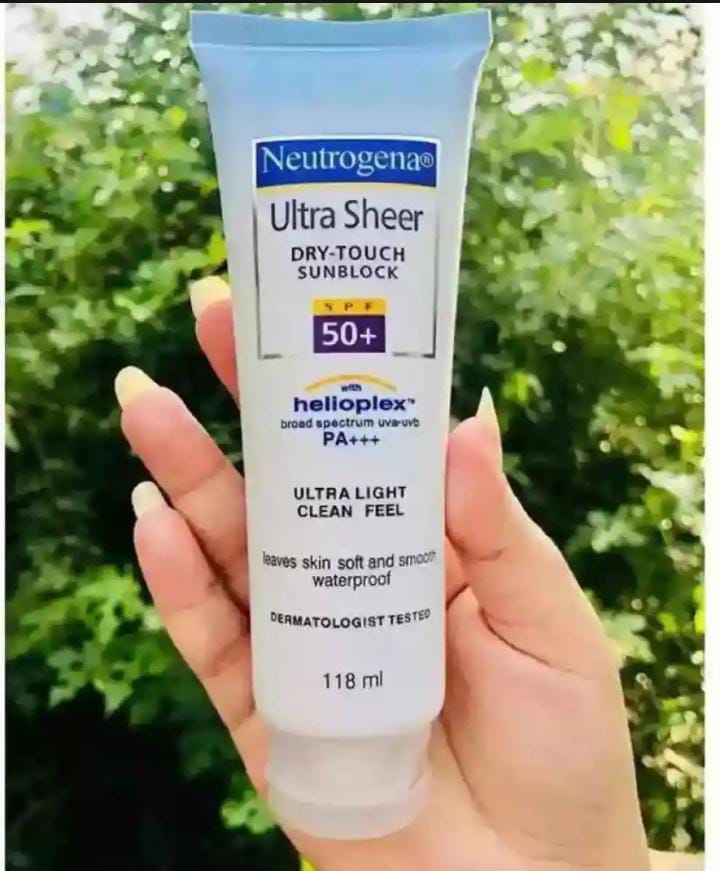 Neutrogena®
Ultra Sheer
DRY-TOUCH
SUNBLOCK
SPF
50+
with
helioplex™
broad spectrum uva-uvb
PA+++
ULTRA LIGHT
CLEAN FEEL
leaves skin soft and smooth
waterproof
DERMATOLOGIST TESTED
118 ml